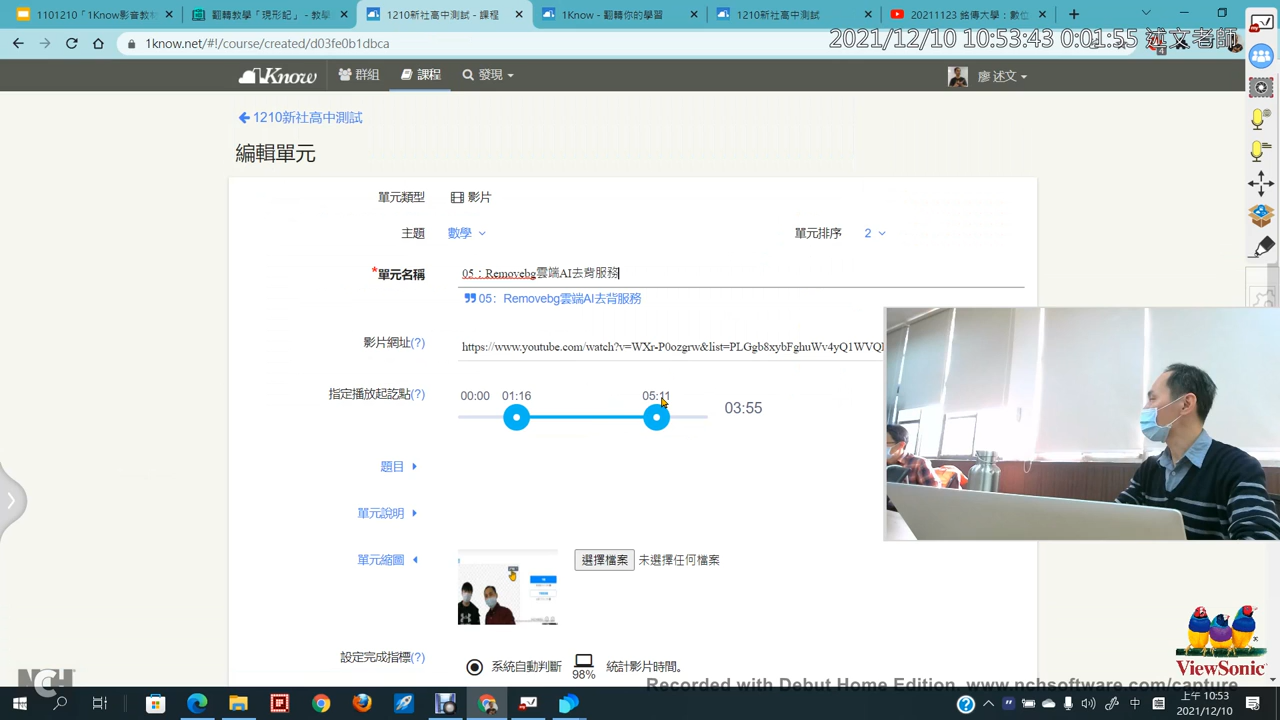 1101210「1Know影音教材
翻轉教學「現形記」- 教學
1210新社高中測試 - 課程
1Know - 翻轉你的學習
1210新社高中測試
20211123 銘傳大學：數位
1know.net/#!/course/created/d03fe0b1dbca
2021/12/10 10:53:43 0:01:55 述文老師
1Know 群組 課程 發現 廖 述文
1210新社高中測試
編輯單元
單元類型 影片
主題 數學 單元排序 2
*單元名稱 05：Removebg雲端AI去背服務
05：Removebg雲端AI去背服務
影片網址(?) https://www.youtube.com/watch?v=WXr-P0ozgrw&list=PLGgb8xybFghuWv4yQ1WVQ
指定播放起訖點(?) 00:00 01:16 05:11 03:55
題目
單元說明
單元縮圖 選擇檔案 未選擇任何檔案
設定完成指標(?) 系統自動判斷 98% 統計影片時間。
ViewSonic
NCH
Recorded with Debut Home Edition. www.nchsoftware.com/capture
中
上午 10:53
2021/12/10